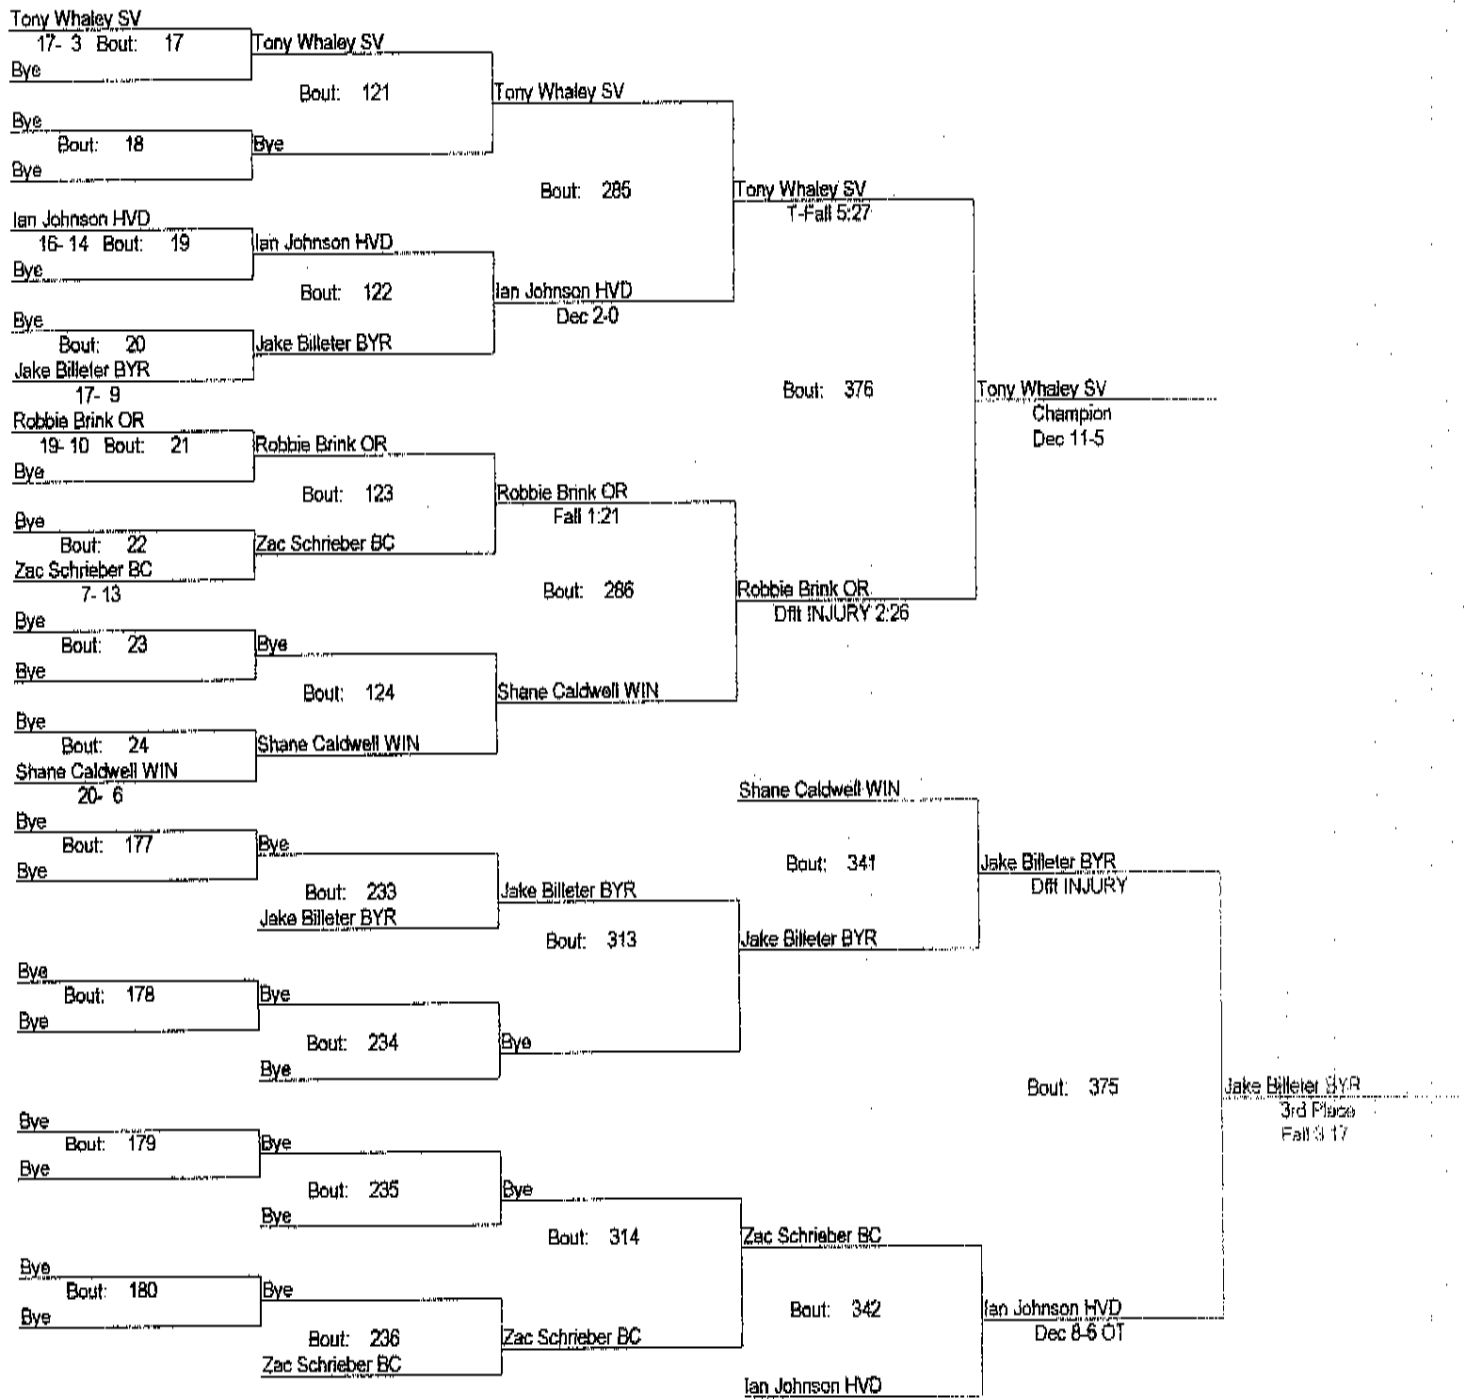 Tony Whaley SV
17- 3 Bout: 17
Bye
Tony Whaley SV
Bout: 121
Bye
Bout: 18
Bye
Bye
Tony Whaley SV
Bout: 285
Ian Johnson HVD
16- 14 Bout: 19
Bye
Ian Johnson HVD
Bout: 122
Bye
Bout: 20
Jake Billeter BYR
17- 9
Jake Billeter BYR
Ian Johnson HVD
Dec 2-0
Tony Whaley SV
T-Fall 5:27
Bout: 376
Robbie Brink OR
19- 10 Bout: 21
Bye
Robbie Brink OR
Bout: 123
Bye
Bout: 22
Zac Schrieber BC
7- 13
Zac Schrieber BC
Robbie Brink OR
Fall 1:21
Bout: 286
Bye
Bout: 23
Bye
Bye
Bout: 124
Bye
Bout: 24
Shane Caldwell WIN
20- 6
Shane Caldwell WIN
Shane Caldwell WIN
Robbie Brink OR
Dflt INJURY 2:26
Tony Whaley SV
Champion
Dec 11-5
Bye
Bout: 177
Bye
Bye
Bout: 233
Jake Billeter BYR
Jake Billeter BYR
Bout: 313
Bye
Bout: 178
Bye
Bye
Bout: 234
Bye
Bye
Shane Caldwell WIN
Bout: 341
Jake Billeter BYR
Jake Billeter BYR
Dflt INJURY
Bout: 375
Bye
Bout: 179
Bye
Bye
Bout: 235
Bye
Bye
Bout: 314
Bye
Bout: 180
Bye
Bye
Bout: 236
Zac Schrieber BC
Zac Schrieber BC
Zac Schrieber BC
Bout: 342
Ian Johnson HVD
Ian Johnson HVD
Dec 8-6 OT
Jake Billeter BYR
3rd Place
Fall 3:17